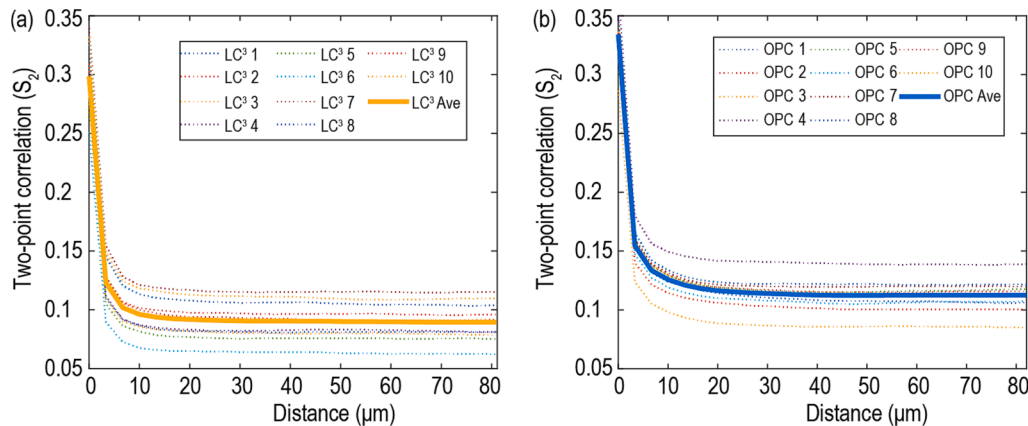 (a)
Two-point correlation (S₂)
0.35
0.3
0.25
0.2
0.15
0.1
0.05
LC³ 1
LC³ 2
LC³ 3
LC³ 4
LC³ 5
LC³ 6
LC³ 7
LC³ 8
LC³ 9
LC³ 10
LC³ Ave
0 10 20 30 40 50 60 70 80
Distance (µm)
(b)
Two-point correlation (S₂)
0.35
0.3
0.25
0.2
0.15
0.1
0.05
OPC 1
OPC 2
OPC 3
OPC 4
OPC 5
OPC 6
OPC 7
OPC 8
OPC 9
OPC 10
OPC Ave
0 10 20 30 40 50 60 70 80
Distance (µm)